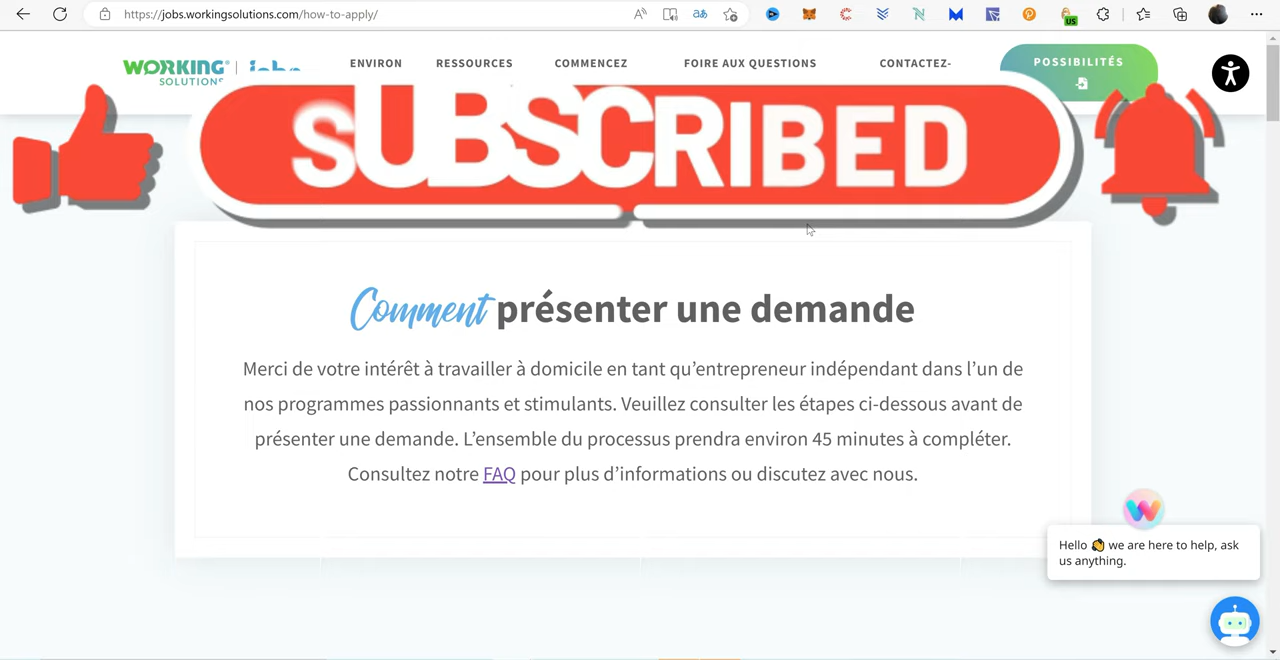 https://jobs.workingsolutions.com/how-to-apply/
US
WORKING
SOLUTIONS
jobs
ENVIRON
RESSOURCES
COMMENCEZ
FOIRE AUX QUESTIONS
CONTACTEZ-
POSSIBILITÉS
SUBSCRIBED
Comment présenter une demande
Merci de votre intérêt à travailler à domicile en tant qu’entrepreneur indépendant dans l’un de
nos programmes passionnants et stimulants. Veuillez consulter les étapes ci-dessous avant de
présenter une demande. L’ensemble du processus prendra environ 45 minutes à compléter.
Consultez notre FAQ pour plus d’informations ou discutez avec nous.
Hello 👋 we are here to help, ask
us anything.